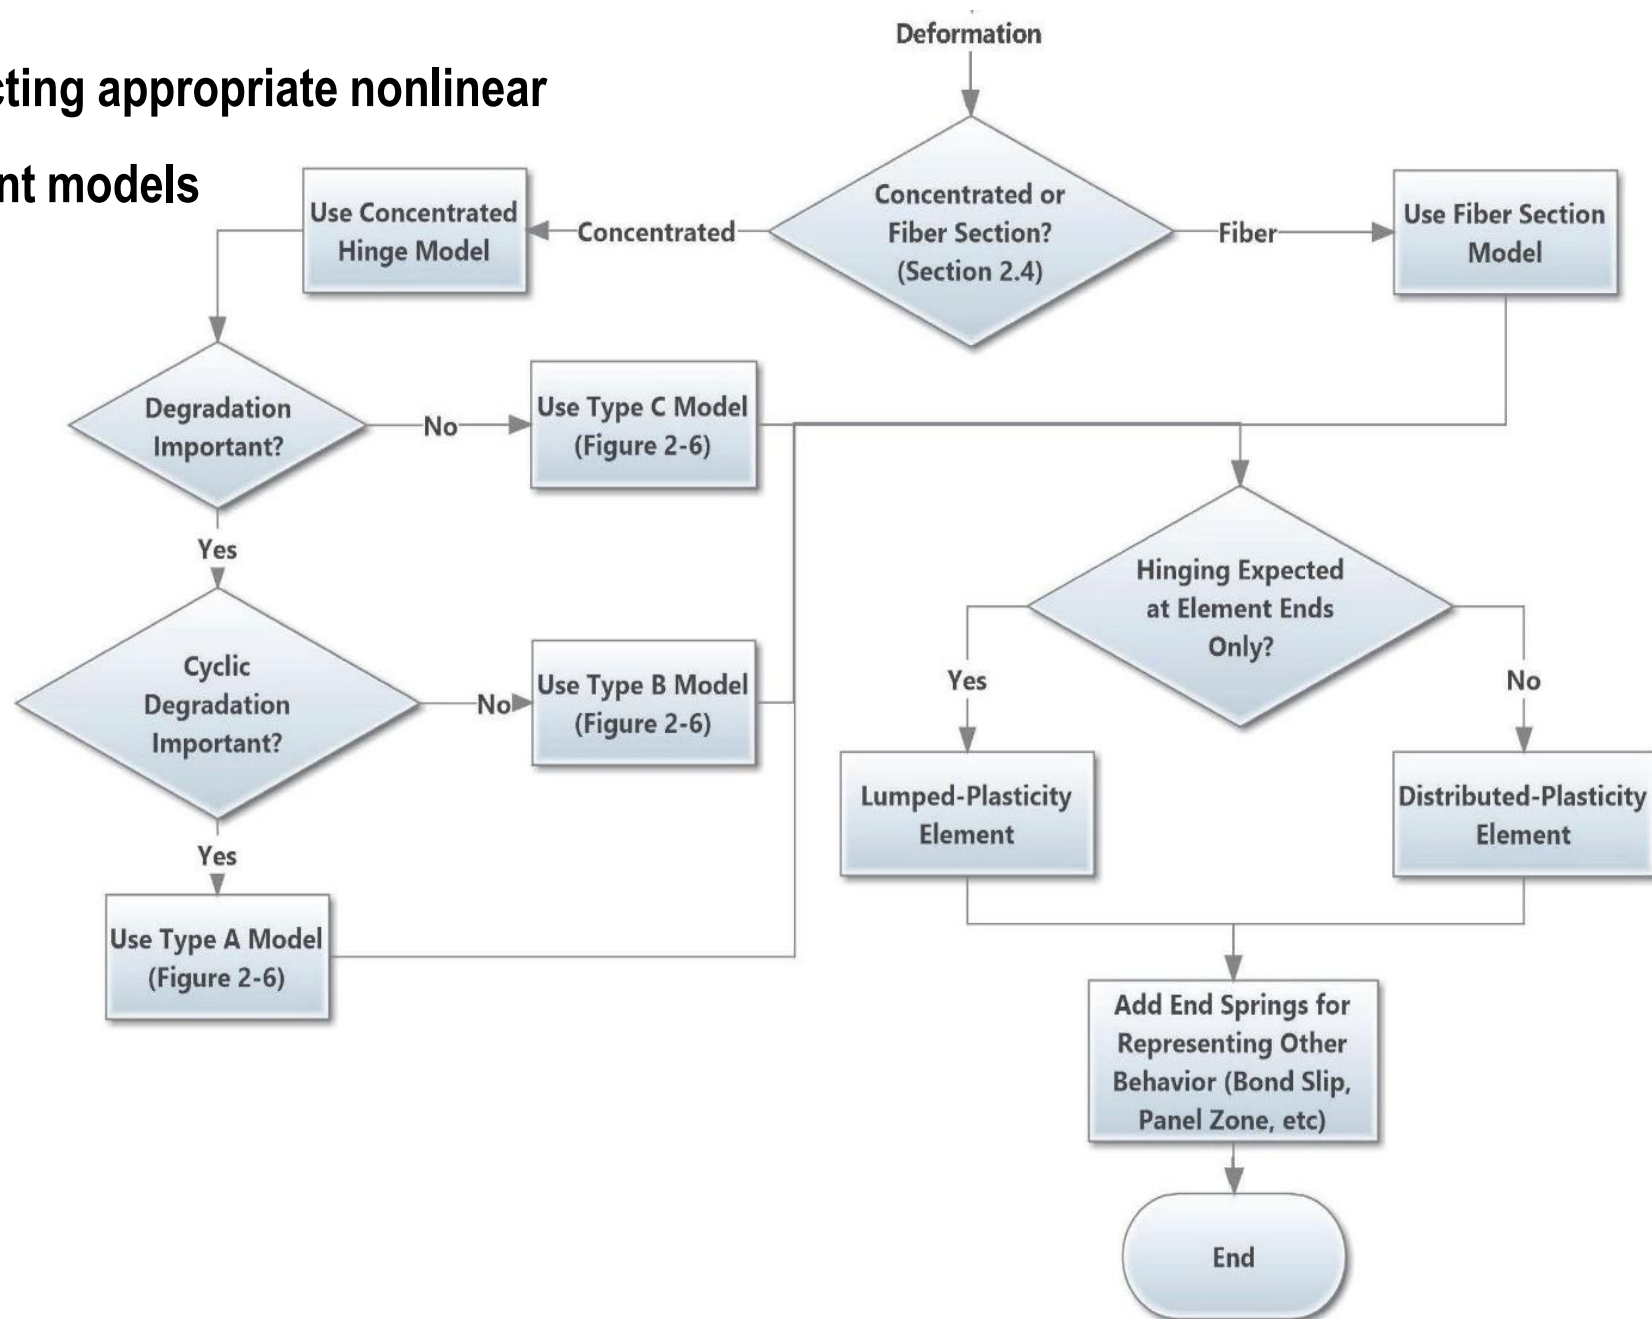 cting appropriate nonlinear
nt models
Deformation
Concentrated or
Fiber Section?
(Section 2.4)
Concentrated
Fiber
Use Concentrated
Hinge Model
Use Fiber Section
Model
Degradation
Important?
No
Use Type C Model
(Figure 2-6)
Yes
Cyclic
Degradation
Important?
No
Use Type B Model
(Figure 2-6)
Yes
Use Type A Model
(Figure 2-6)
Hinging Expected
at Element Ends
Only?
Yes
No
Lumped-Plasticity
Element
Distributed-Plasticity
Element
Add End Springs for
Representing Other
Behavior (Bond Slip,
Panel Zone, etc)
End